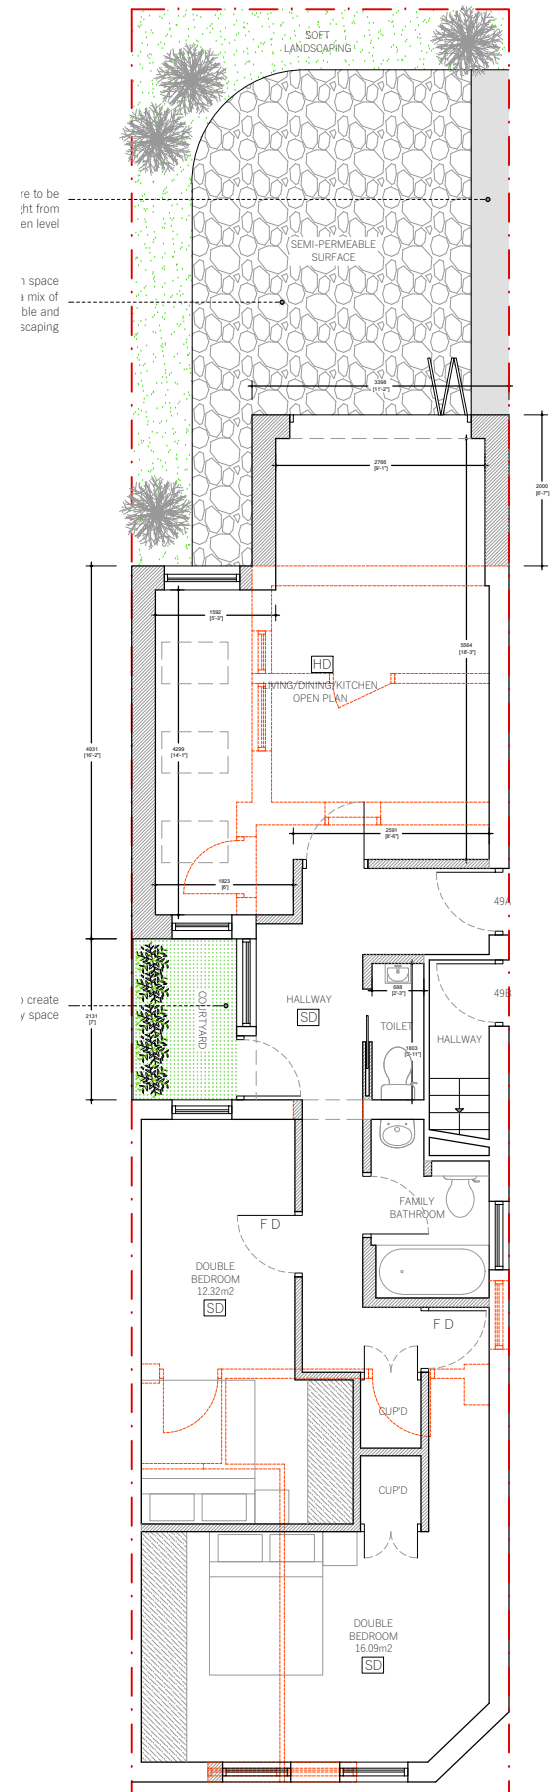 SOFT
LANDSCAPING
re to be
ght from
en level
SEMI-PERMEABLE
SURFACE
n space
a mix of
ble and
scaping
3398
[11'-2"]
2766
[9'-1"]
2000
[6'-7"]
1592
[5'-3"]
5564
[18'-3"]
HD
LIVING/DINING/KITCHEN
OPEN PLAN
4931
[16'-2"]
4299
[14'-1"]
2591
[8'-6"]
1823
[6']
49A
49B
o create
y space
2131
[7']
COURTYARD
HALLWAY
SD
688
[2'-3"]
TOILET
1803
[5'-11"]
HALLWAY
FAMILY
BATHROOM
FD
DOUBLE
BEDROOM
12.32m2
SD
FD
CUP'D
CUP'D
DOUBLE
BEDROOM
16.09m2
SD